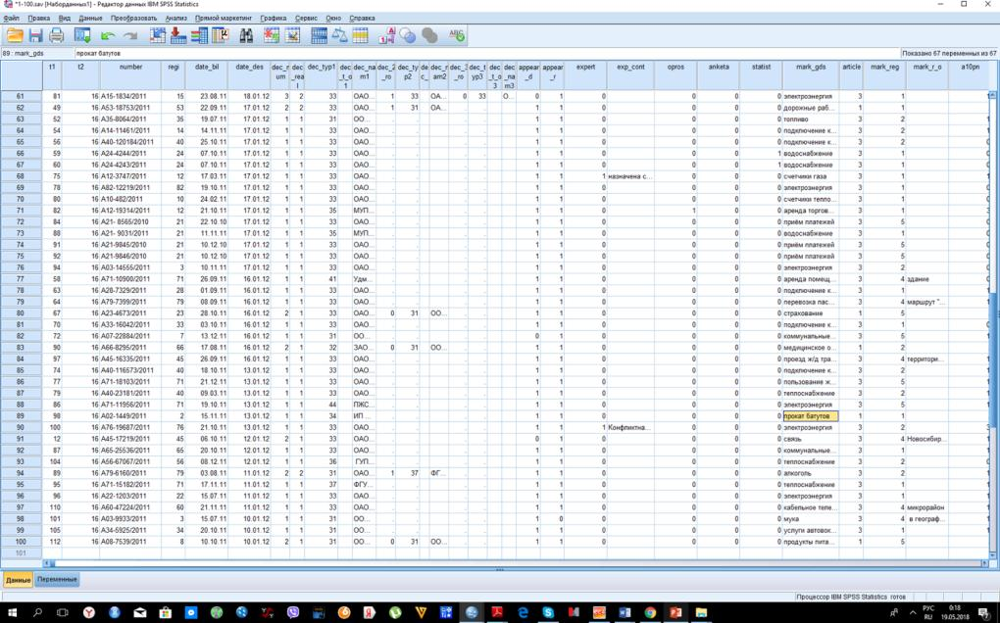 *1-100.sav [Наборданных1] - Редактор данных IBM SPSS Statistics
Файл Правка Вид Данные Преобразовать Анализ Прямой маркетинг Графика Сервис Окно Справка
89 : mark_gds прокат батутов Показано 67 переменных из 67
t1 t2 number regi date_bil date_des dec_typ1 expert exp_cont opros anketa statist mark_gds article mark_reg mark_r_o a10pn
61 81 16 A15-1834/2011 15 23.08.11 18.01.12 3 2 33 ОАО... 1 33 ОА... 0 33 О... 0 1 0 0 0 0 электроэнергия 3 1
62 49 16 A53-18753/2011 53 22.09.11 17.01.12 2 2 33 ОАО... 1 31 ОА... 1 1 0 0 0 0 дорожные раб... 1 1
63 52 16 A35-8064/2011 35 19.07.11 17.01.12 1 1 31 ОО... 1 1 0 0 0 0 топливо 3 2
64 54 16 A14-11461/2011 14 14.11.11 17.01.12 1 1 33 ОАО... 1 1 0 0 0 0 подключение к... 3 1
65 56 16 A40-120184/2011 40 25.10.11 17.01.12 1 1 33 ОАО... 1 1 0 0 0 0 подключение к... 3 2
66 59 16 A24-4244/2011 24 07.10.11 17.01.12 1 1 33 ОАО... 1 1 0 0 0 1 водоснабжение 3 1
67 60 16 A24-4243/2011 24 07.10.11 17.01.12 1 1 33 ОАО... 1 1 0 0 0 1 водоснабжение 3 1
68 75 16 A12-3747/2011 12 17.03.11 17.01.12 1 1 33 ОАО... 1 1 1 назначена с... 0 0 0 счетчики газа 3 1
69 78 16 A82-12219/2011 82 19.10.11 17.01.12 1 1 33 ОАО... 1 1 0 0 0 0 электроэнергия 3 1
70 80 16 A10-482/2011 10 24.02.11 17.01.12 1 1 33 ОАО... 1 1 0 0 0 0 счетчики тепло... 3 1
71 82 16 A12-19314/2011 12 21.10.11 17.01.12 1 1 35 МУП... 1 1 0 1 0 0 аренда торгов... 3 1
72 84 16 A21- 8565/2010 21 22.10.10 17.01.12 1 1 33 ОАО... 1 1 0 0 0 0 приём платежей 3 5
73 88 16 A21- 9031/2011 21 11.11.11 17.01.12 1 1 35 МУП... 1 1 0 0 0 0 водоснабжение 3 1
74 91 16 A21-9845/2010 21 10.12.10 17.01.12 1 1 33 ОАО... 1 1 0 0 0 0 приём платежей 3 5
75 92 16 A21-9846/2010 21 10.12.10 17.01.12 1 1 33 ОАО... 1 1 0 0 0 0 приём платежей 3 5
76 94 16 A03-14555/2011 3 10.11.11 17.01.12 1 1 33 ОАО... 1 1 0 0 0 0 электроэнергия 3 2
77 58 16 A71-10900/2011 71 26.09.11 16.01.12 1 1 41 Удм... 1 1 0 0 0 0 аренда помещ... 3 4 здание
78 63 16 A28-7329/2011 28 01.09.11 16.01.12 1 1 33 ОАО... 1 1 0 0 0 0 подключение к... 3 1
79 64 16 A79-7399/2011 79 08.09.11 16.01.12 1 1 33 ОАО... 1 1 0 0 0 0 перевозка пас... 3 4 маршрут "...
80 67 16 A23-4673/2011 23 28.10.11 16.01.12 2 1 33 ОАО... 0 31 ОО... 1 1 0 0 0 0 страхование 3 5
81 70 16 A33-16042/2011 33 03.10.11 16.01.12 1 1 33 ОАО... 1 1 0 0 0 0 подключение к... 3 1
82 72 16 A07-22884/2011 7 13.12.11 16.01.12 1 1 31 ОО... 0 1 0 0 0 0 коммунальные... 3 5
83 90 16 A66-8295/2011 66 17.08.11 16.01.12 2 1 32 ЗАО... 0 31 ОО... 1 1 0 0 0 0 медицинское о... 1 2
84 97 16 A45-16335/2011 45 26.09.11 16.01.12 1 1 33 ОАО... 1 1 0 0 0 0 проезд ж/д тра... 3 4 территори...
85 74 16 A40-116573/2011 40 18.10.11 13.01.12 1 1 33 ОАО... 1 1 0 0 0 0 подключение к... 3 2
86 77 16 A71-18103/2011 71 21.12.11 13.01.12 1 1 33 ОАО... 1 1 0 0 0 0 пользование ж... 3 5
87 79 16 A40-23181/2011 40 09.03.11 13.01.12 1 1 33 ОАО... 1 1 0 0 0 0 теплоснабжение 3 2
88 86 16 A71-11956/2011 71 19.10.11 13.01.12 1 1 44 ПЖС... 1 1 0 0 0 0 электроэнергия 3 5
89 98 16 A02-1449/2011 2 15.11.11 13.01.12 1 1 34 ИП ... 1 1 0 0 0 0 прокат батутов 1 1
90 100 16 A76-19687/2011 76 21.10.11 13.01.12 1 1 33 ОАО... 1 1 1 Конфликтна... 0 0 0 электроэнергия 3 2
91 12 16 A45-17219/2011 45 06.10.11 12.01.12 2 1 33 ОАО... 0 31 ОО... 0 1 0 0 0 0 связь 3 4 Новосибир...
92 87 16 A65-25536/2011 65 20.10.11 12.01.12 1 1 31 ОО... 1 1 0 0 0 0 коммунальные... 3 1
93 104 16 A56-67067/2011 56 08.12.11 12.01.12 1 1 36 ГУП... 1 1 0 0 0 0 теплоснабжение 3 2
94 89 16 A79-6160/2011 79 03.08.11 11.01.12 2 2 31 ОАО... 1 37 ФГ... 1 1 0 0 0 0 алкоголь 3 2
95 95 16 A71-15182/2011 71 17.11.11 11.01.12 1 1 37 ФГУ... 1 1 0 0 0 0 теплоснабжение 3 1
96 96 16 A22-1203/2011 22 15.07.11 11.01.12 1 1 33 ОАО... 1 1 0 0 0 0 электроэнергия 3 1
97 110 16 A60-47224/2011 60 21.11.11 11.01.12 1 1 33 ОАО... 1 1 0 0 0 0 кабельное теле... 3 4 микрорайон
98 101 16 A03-9933/2011 3 15.07.11 10.01.12 1 1 31 ОО... 1 0 0 0 0 0 мука 3 4 в географ...
99 105 16 A34-5925/2011 34 20.10.11 10.01.12 1 1 31 ОО... 1 1 0 0 0 0 услуги автовок... 3 1
100 112 16 A08-7539/2011 8 10.10.11 10.01.12 2 1 31 ОО... 0 31 ОО... 1 1 0 0 0 0 продукты пита... 1 5
101
Данные Переменные
Процессор IBM SPSS Statistics готов
РУС 0:18
RU 19.05.2018